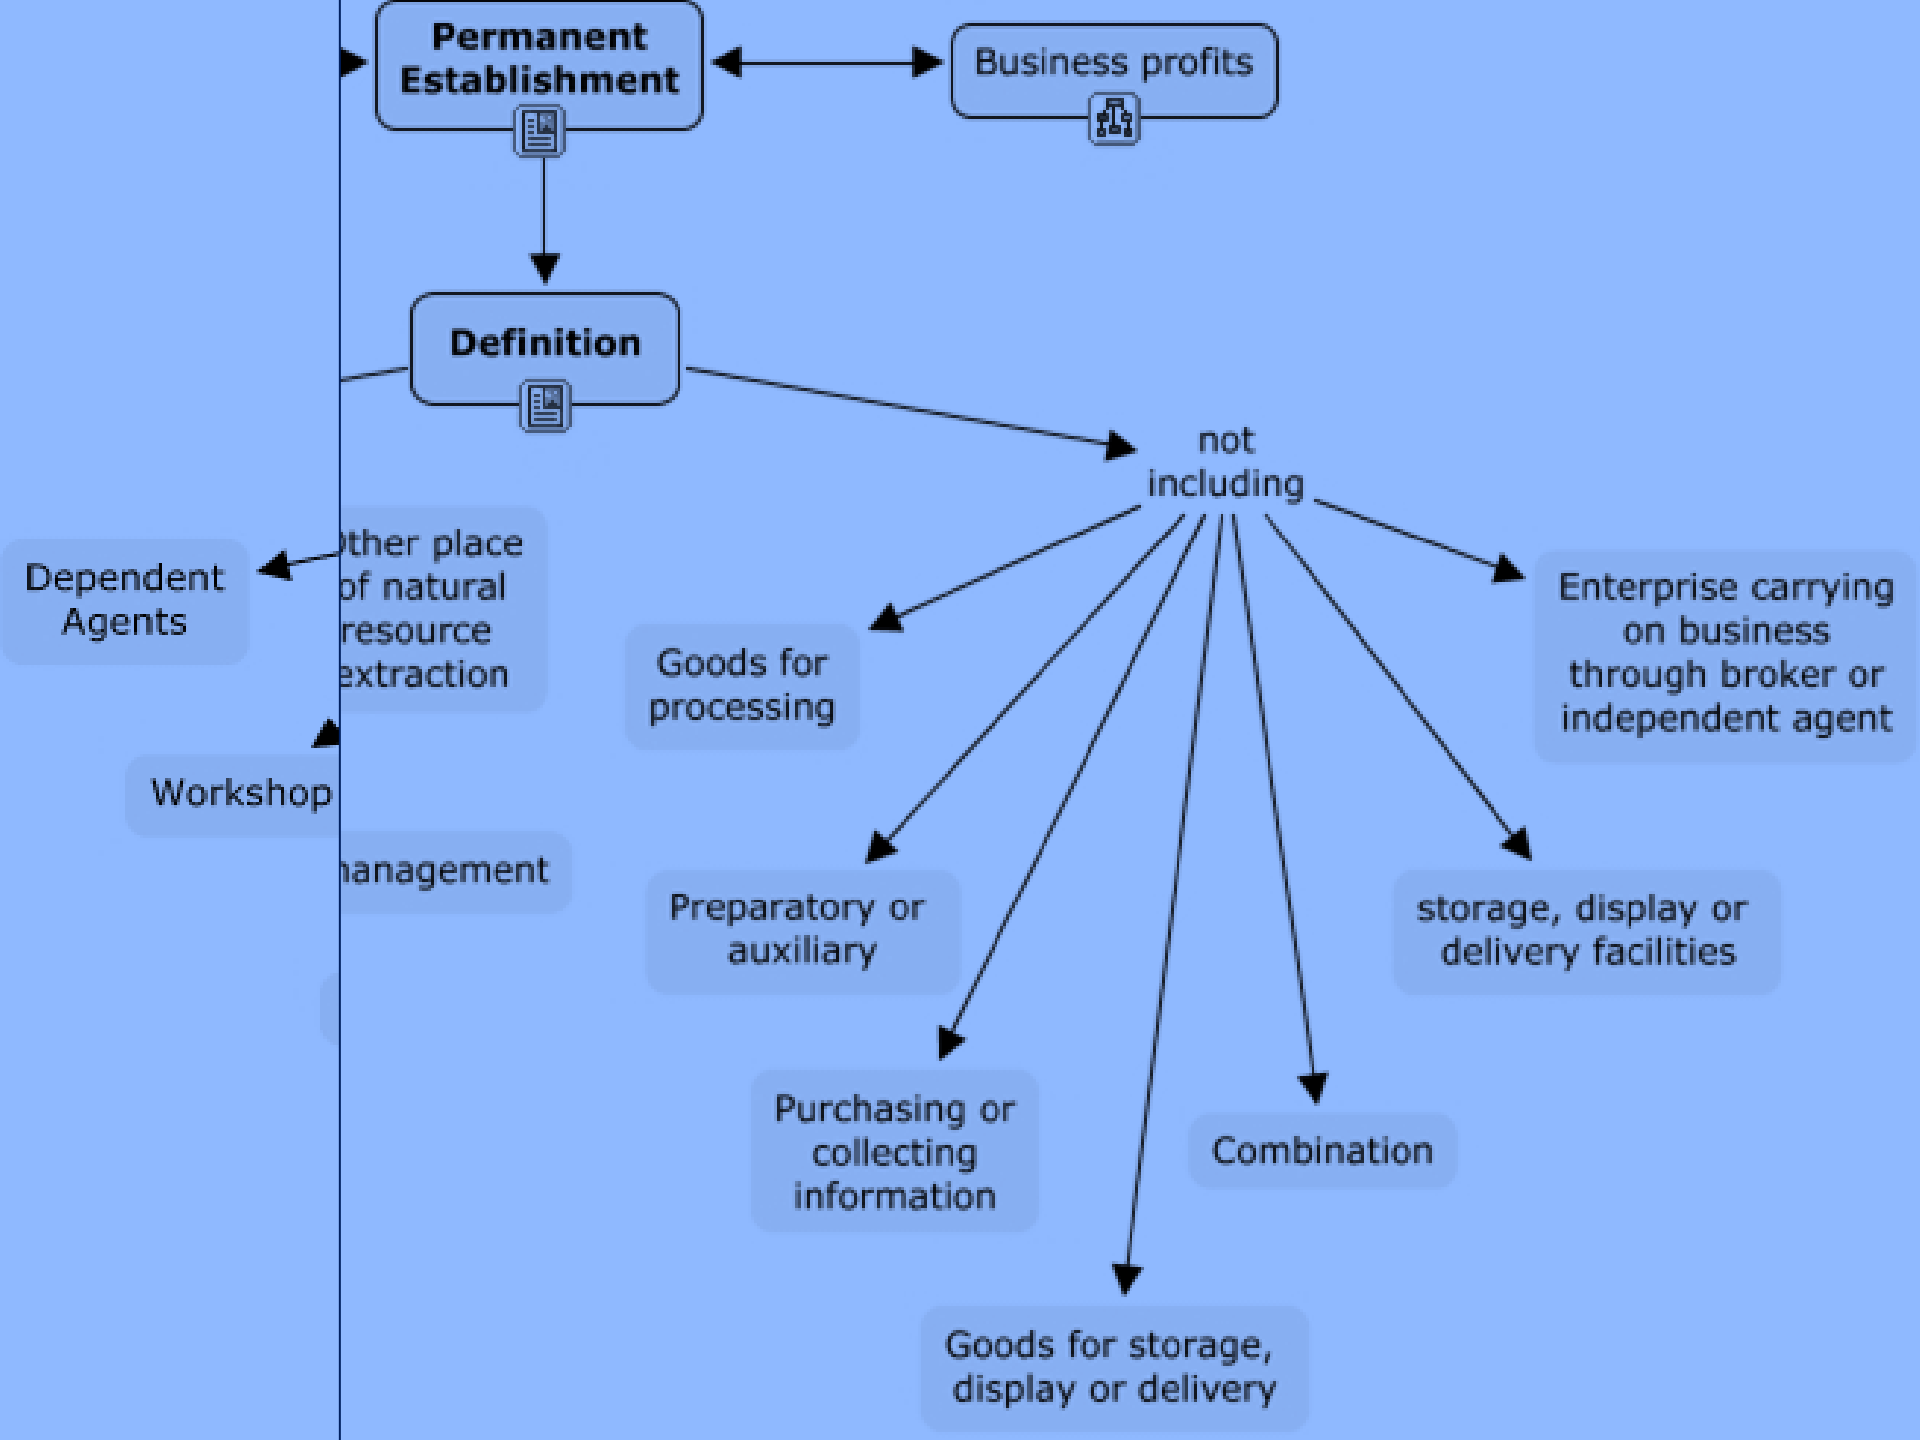 Permanent
Establishment
Business profits
Definition
not
including
Dependent
Agents
place
of natural
resource
extraction
Goods for
processing
Enterprise carrying
on business
through broker or
independent agent
Workshop
Preparatory or
auxiliary
storage, display or
delivery facilities
Purchasing or
collecting
information
Combination
Goods for storage,
display or delivery